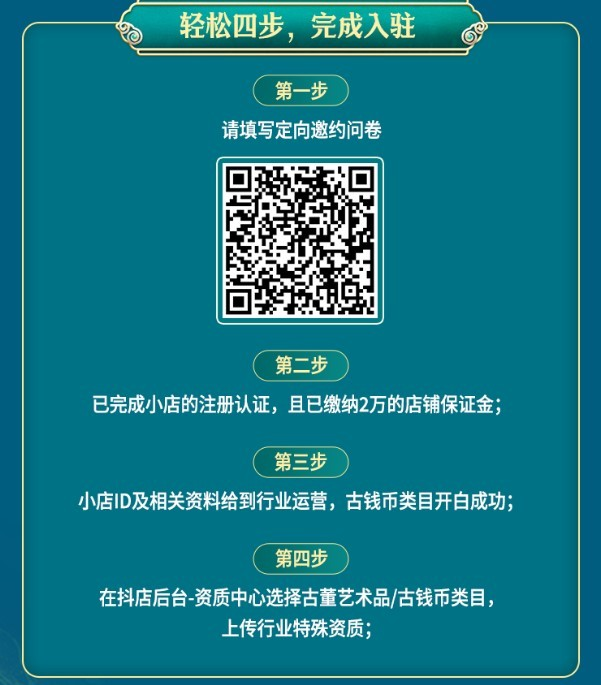 轻松四步，完成入驻
第一步
请填写定向邀约问卷
第二步
已完成小店的注册认证，且已缴纳2万的店铺保证金；
第三步
小店ID及相关资料给到行业运营，古钱币类目开白成功；
第四步
在抖店后台-资质中心选择古董艺术品/古钱币类目，
上传行业特殊资质；